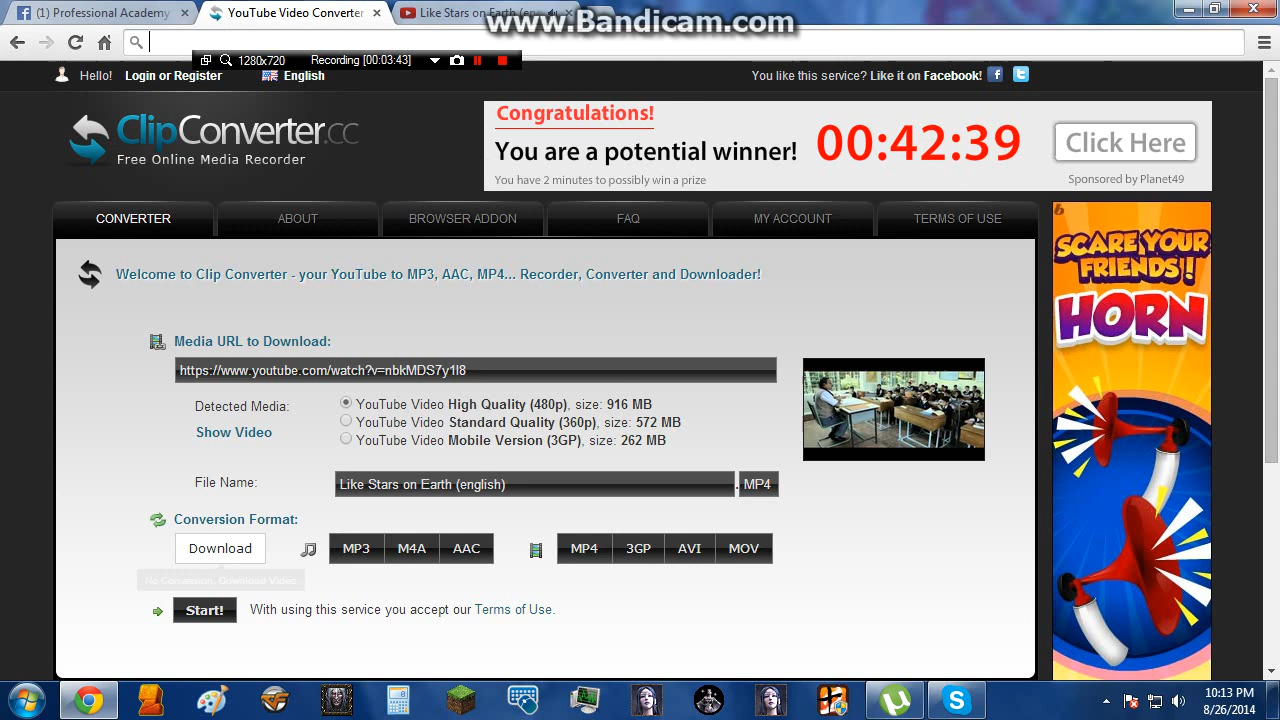 (1) Professional Academy
YouTube Video Converter
Like Stars on Earth (en
www.Bandicam.com
1280x720 Recording [00:03:43]
Hello! Login or Register English
You like this service? Like it on Facebook!
ClipConverter.cc
Free Online Media Recorder
Congratulations!
You are a potential winner! 00:42:39 Click Here
You have 2 minutes to possibly win a prize
Sponsored by Planet49
CONVERTER ABOUT BROWSER ADDON FAQ MY ACCOUNT TERMS OF USE
SCARE YOUR
FRIENDS!
HORN
Welcome to Clip Converter - your YouTube to MP3, AAC, MP4... Recorder, Converter and Downloader!
Media URL to Download:
https://www.youtube.com/watch?v=nbkMDS7y1l8
Detected Media:
YouTube Video High Quality (480p), size: 916 MB
Show Video
YouTube Video Standard Quality (360p), size: 572 MB
YouTube Video Mobile Version (3GP), size: 262 MB
File Name:
Like Stars on Earth (english) . MP4
Conversion Format:
Download MP3 M4A AAC MP4 3GP AVI MOV
No Conversion, Download Video
Start! With using this service you accept our Terms of Use.
10:13 PM
8/26/2014